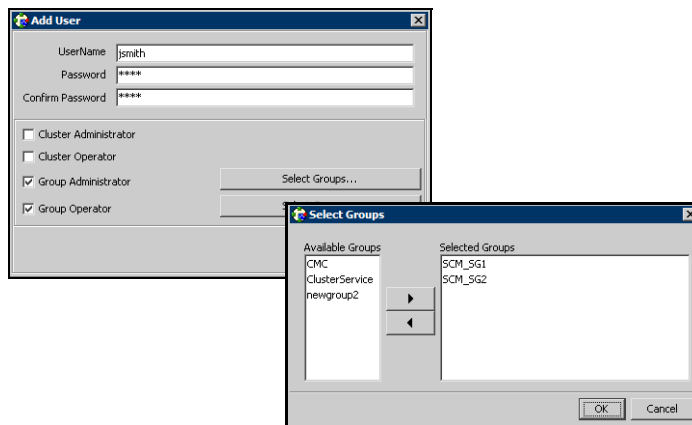 Add User
UserName jsmith
Password ****
Confirm Password ****
Cluster Administrator
Cluster Operator
Group Administrator Select Groups...
Group Operator
Select Groups
Available Groups Selected Groups
CMC SCM_SG1
ClusterService SCM_SG2
newgroup2
OK Cancel